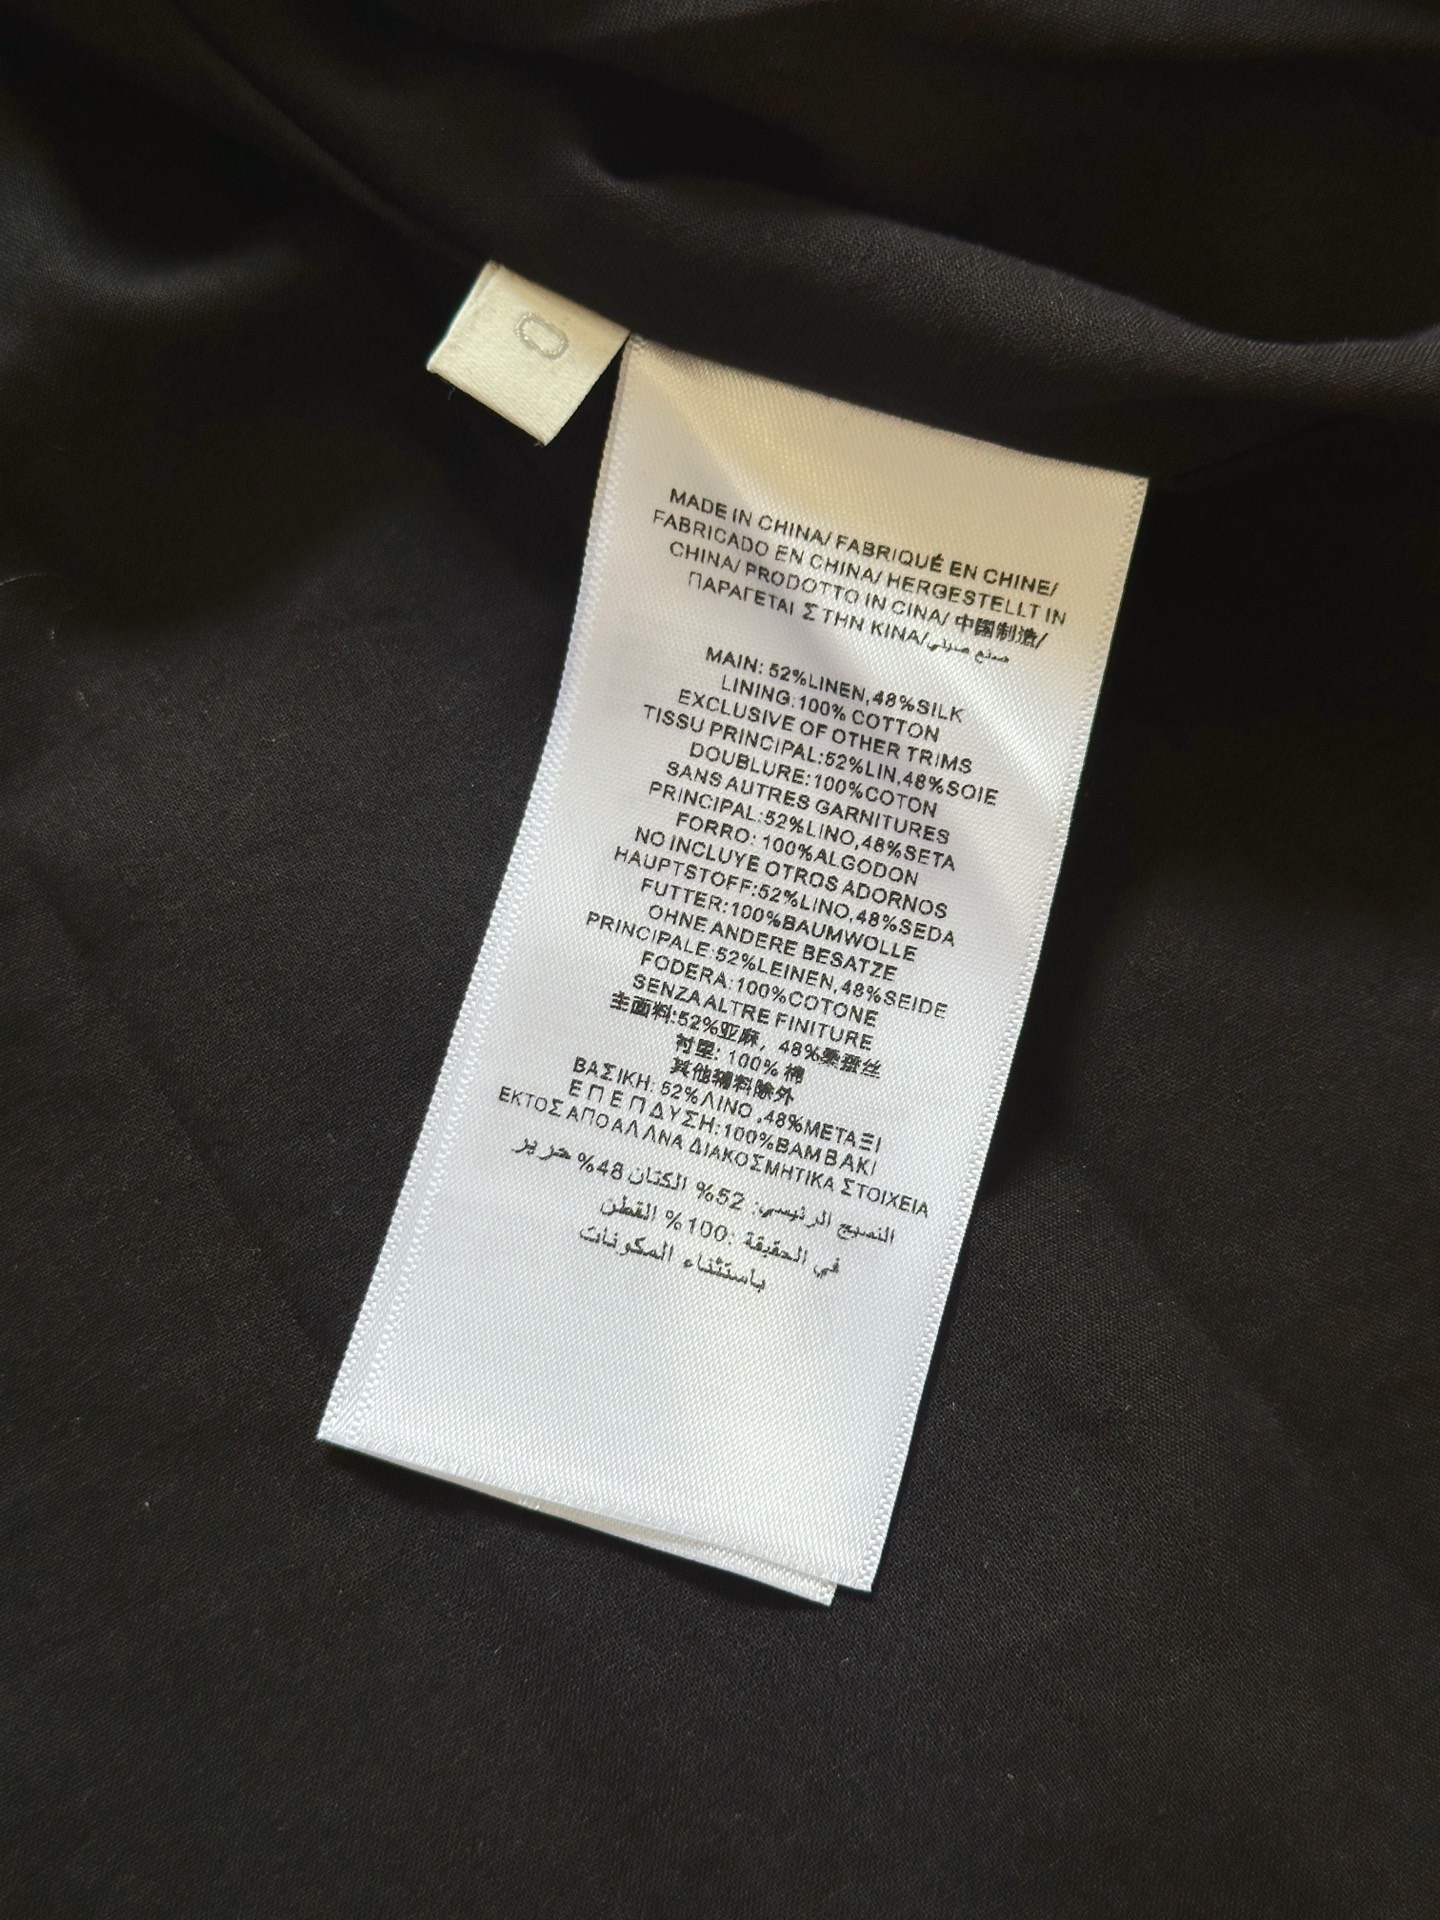 0
MADE IN CHINA/ FABRIQUÉ EN CHINE/
FABRICADO EN CHINA/ HERGESTELLT IN
CHINA/ PRODOTTO IN CINA/ 中国制造/
ΠΑΡΑΓΕΤΑΙ Σ ΤΗΝ ΚΙΝΑ/صنع صيني
MAIN: 52%LINEN,48%SILK
LINING:100% COTTON
EXCLUSIVE OF OTHER TRIMS
TISSU PRINCIPAL:52%LIN,48%SOIE
DOUBLURE:100%COTON
SANS AUTRES GARNITURES
PRINCIPAL:52%LINO,48%SETA
FORRO: 100%ALGODON
NO INCLUYE OTROS ADORNOS
HAUPTSTOFF:52%LINO,48%SEDA
FUTTER:100%BAUMWOLLE
OHNE ANDERE BESATZE
PRINCIPALE:52%LEINEN,48%SEIDE
FODERA:100%COTONE
SENZA ALTRE FINITURE
主面料:52%亚麻，48%桑蚕丝
衬里: 100% 棉
其他辅料除外
ΒΑΣΙΚΗ: 52%ΛΙΝΟ ,48%ΜΕΤΑΞΙ
Ε Π Ε Ν Δ Υ Σ Η:100%ΒΑΜΒΑΚΙ
ΕΚΤΟΣ ΑΠΟ ΑΛ ΛΝΑ ΔΙΑΚΟΣΜΗΤΙΚΑ ΣΤΟΙΧΕΙΑ
النسيج الرئيسي: 52% الكتان 48% حرير
في الحقيقة :100% القطن
باستثناء المكونات